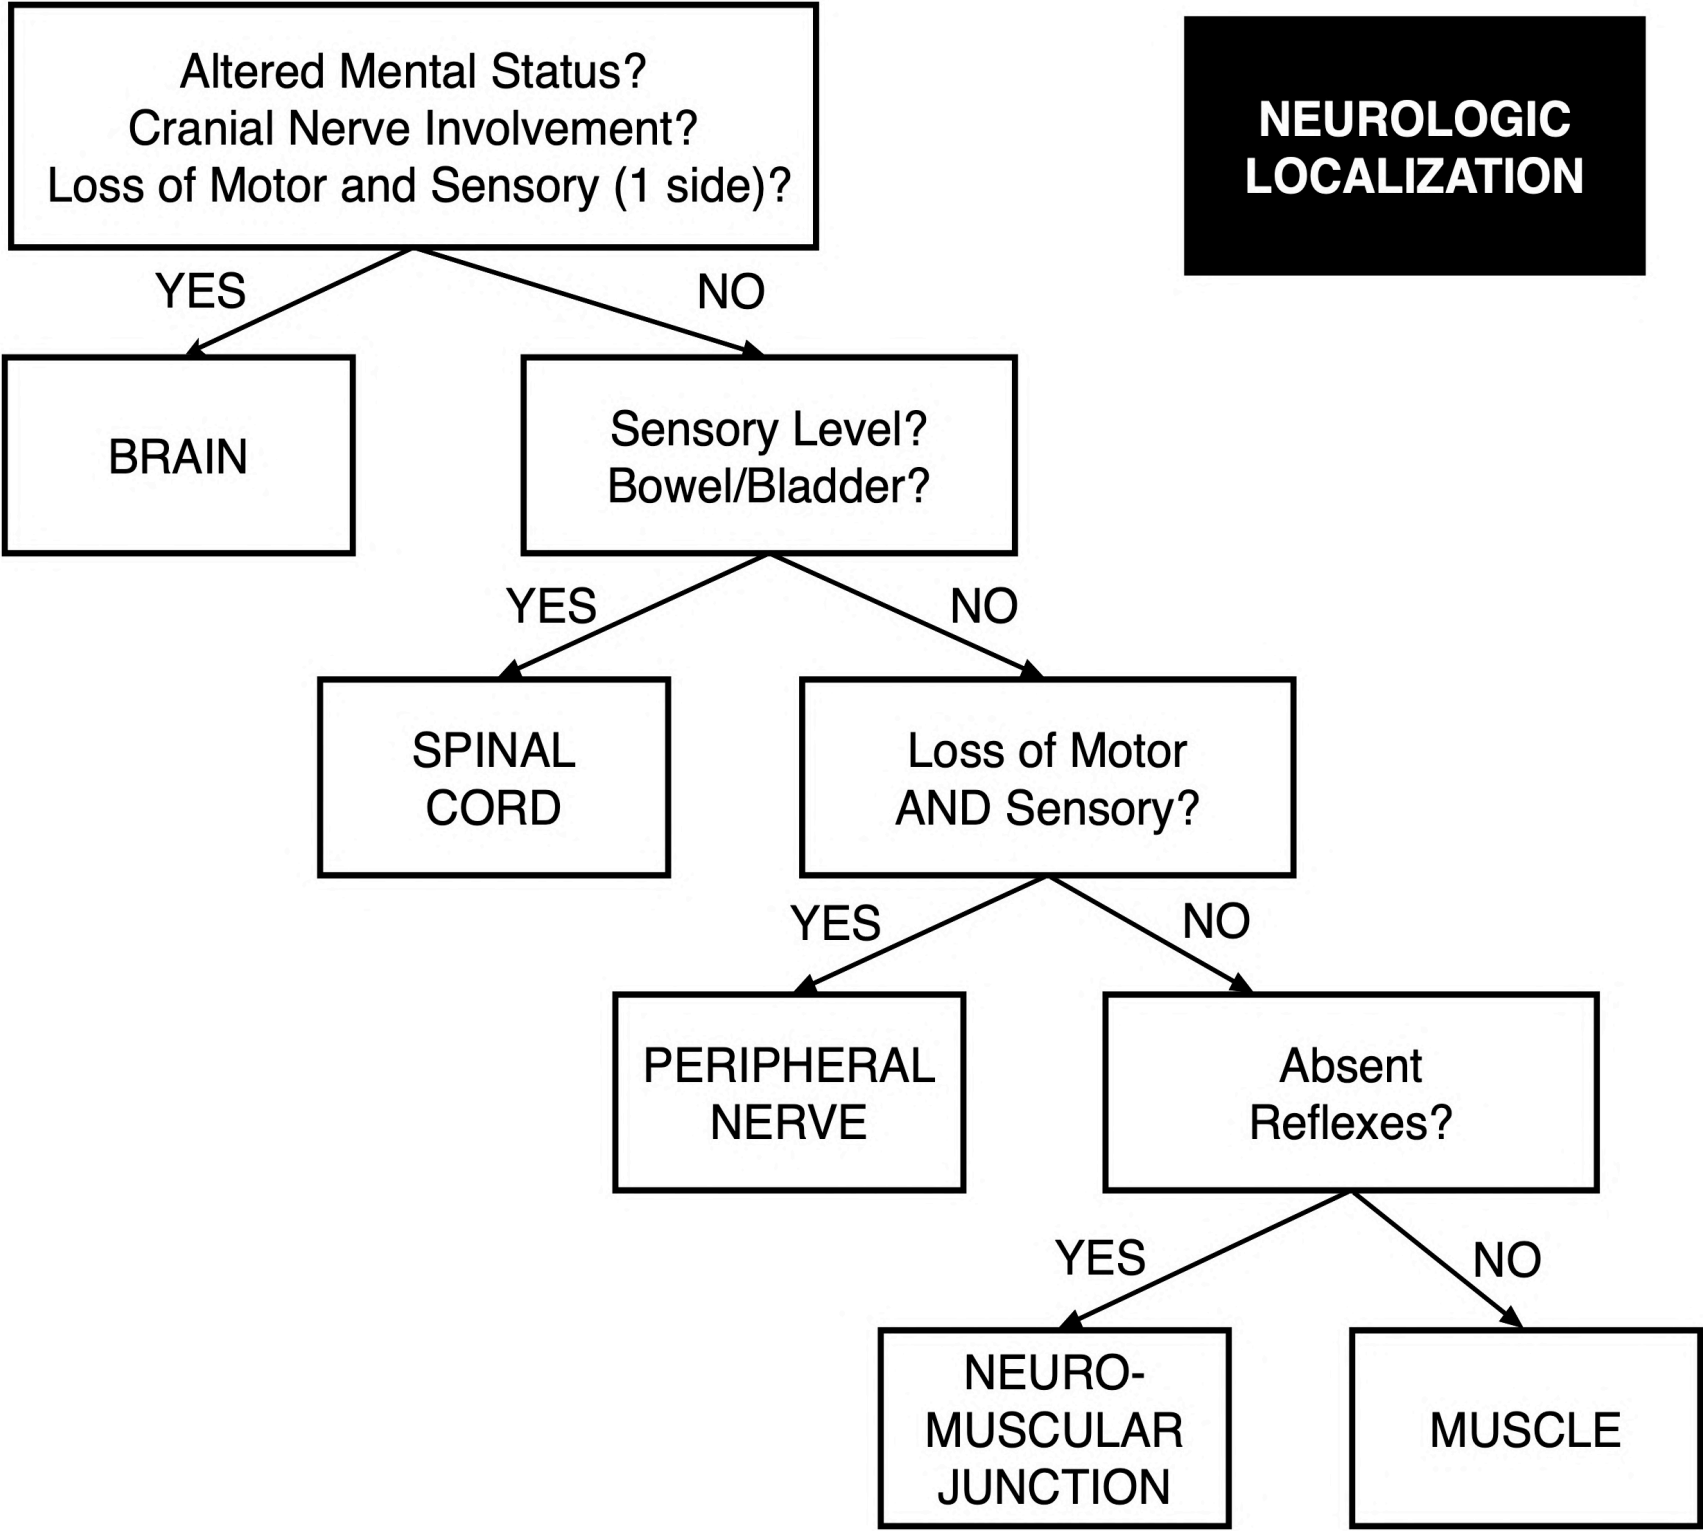 Altered Mental Status?
Cranial Nerve Involvement?
Loss of Motor and Sensory (1 side)?
NEUROLOGIC
LOCALIZATION
YES
NO
BRAIN
Sensory Level?
Bowel/Bladder?
YES
NO
SPINAL
CORD
Loss of Motor
AND Sensory?
YES
NO
PERIPHERAL
NERVE
Absent
Reflexes?
YES
NO
NEURO-
MUSCULAR
JUNCTION
MUSCLE